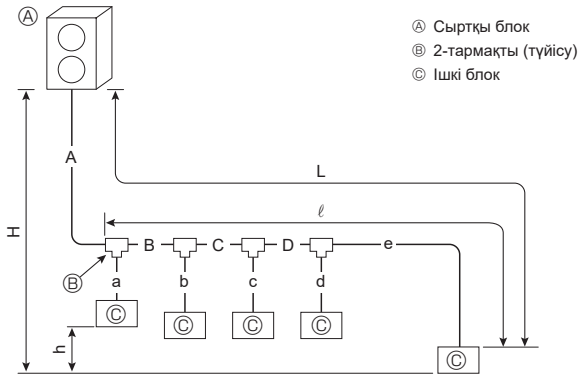 Ⓐ
Ⓐ Сыртқы блок
Ⓑ 2-тармақты (түйісу)
Ⓒ Ішкі блок
A
L
H
ℓ
B C D e
Ⓑ a b c d
Ⓒ Ⓒ Ⓒ Ⓒ
h
Ⓒ